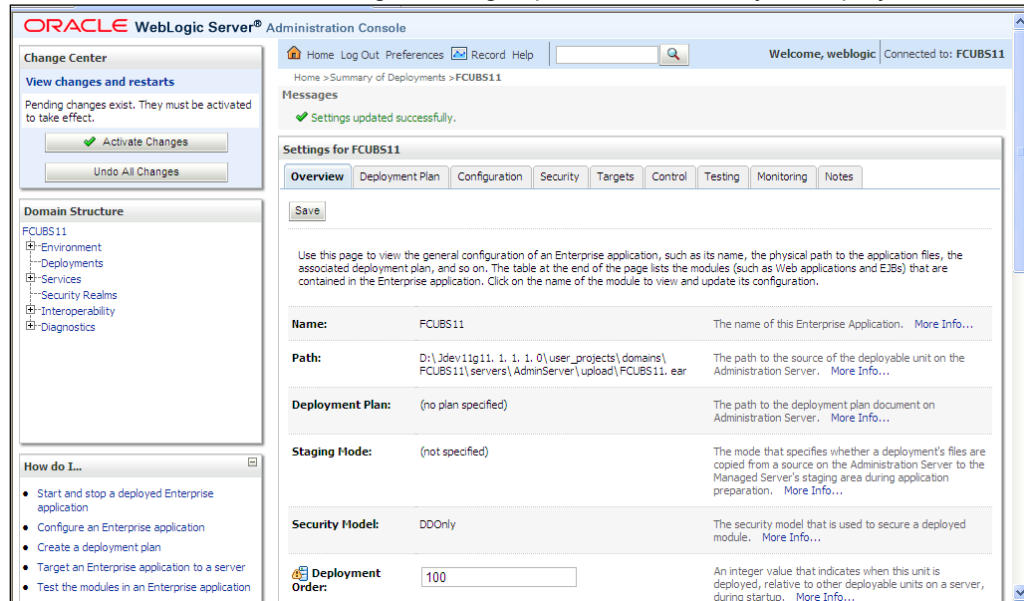 ORACLE WebLogic Server® Administration Console
Change Center
View changes and restarts
Pending changes exist. They must be activated
to take effect.
Activate Changes
Undo All Changes
Domain Structure
FCUBS11
Environment
Deployments
Services
Security Realms
Interoperability
Diagnostics
How do I...
Start and stop a deployed Enterprise
application
Configure an Enterprise application
Create a deployment plan
Target an Enterprise application to a server
Test the modules in an Enterprise application
Home Log Out Preferences Record Help
Welcome, weblogic Connected to: FCUBS11
Home >Summary of Deployments >FCUBS11
Messages
Settings updated successfully.
Settings for FCUBS11
Overview Deployment Plan Configuration Security Targets Control Testing Monitoring Notes
Save
Use this page to view the general configuration of an Enterprise application, such as its name, the physical path to the application files, the
associated deployment plan, and so on. The table at the end of the page lists the modules (such as Web applications and EJBs) that are
contained in the Enterprise application. Click on the name of the module to view and update its configuration.
Name: FCUBS11 The name of this Enterprise Application. More Info...
Path: D:\Jdev11g11. 1. 1. 1. 0\user_projects\domains\ The path to the source of the deployable unit on the
FCUBS11\servers\AdminServer\upload\FCUBS11. ear Administration Server. More Info...
Deployment Plan: (no plan specified) The path to the deployment plan document on
Administration Server. More Info...
Staging Mode: (not specified) The mode that specifies whether a deployment's files are
copied from a source on the Administration Server to the
Managed Server's staging area during application
preparation. More Info...
Security Model: DDOnly The security model that is used to secure a deployed
module. More Info...
Deployment 100 An integer value that indicates when this unit is
Order: deployed, relative to other deployable units on a server,
during startup. More Info...